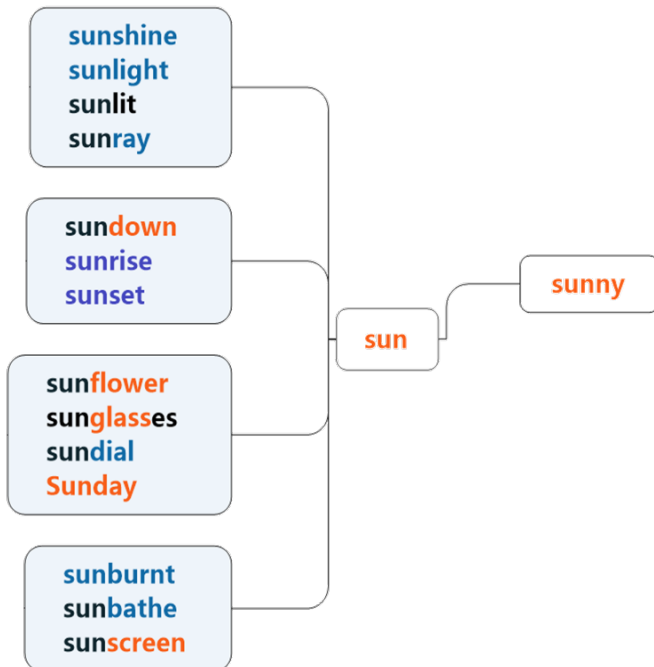 sunshine
sunlight
sunlit
sunray
sundown
sunrise
sunset
sunflower
sunglasses
sundial
Sunday
sunburnt
sunbathe
sunscreen
sun
sunny